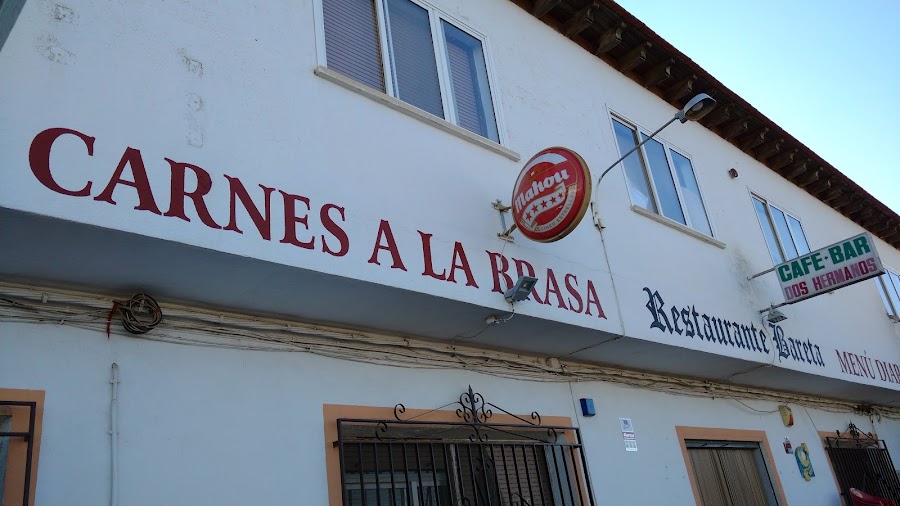 CARNES A LA BRASA
Mahou
Restaurante Bareta
MENÚ DIAR
CAFE-BAR
DOS HERMANOS